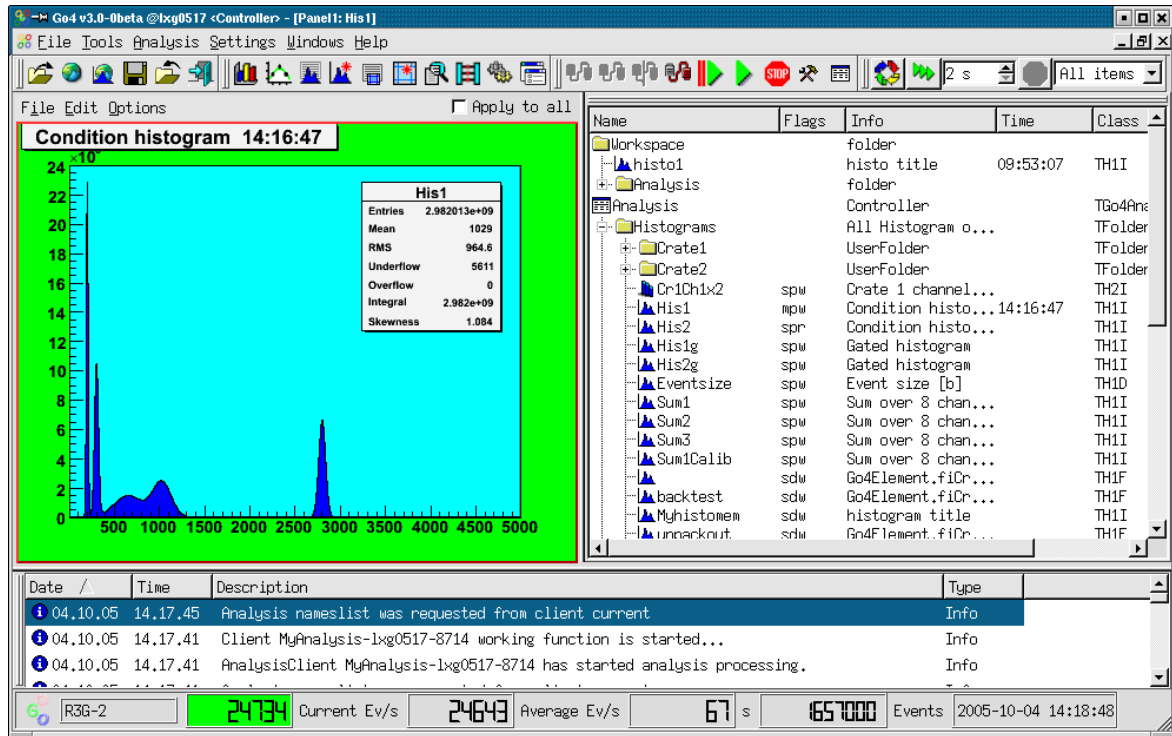 Go4 v3.0-0beta @lxg0517 <Controller> - [Panel1: His1]
File Tools Analysis Settings Windows Help
STOP 2 s All items
File Edit Options Apply to all
Condition histogram 14:16:47
×10
24
22
20
18
16
14
12
10
8
6
4
2
0
500 1000 1500 2000 2500 3000 3500 4000 4500 5000
His1
Entries 2.982013e+09
Mean 1029
RMS 964.6
Underflow 5611
Overflow 0
Integral 2.982e+09
Skewness 1.084
Name Flags Info Time Class
Workspace folder
histo1 histo title 09:53:07 TH1I
Analysis folder
Analysis Controller TGo4Ana
Histograms All Histogram o... TFolder
Crate1 UserFolder TFolder
Crate2 UserFolder TFolder
Cr1Ch1x2 spw Crate 1 channel... TH2I
His1 mpw Condition histo... 14:16:47 TH1I
His2 spr Condition histo... TH1I
His1g spw Gated histogram TH1I
His2g spw Gated histogram TH1I
Eventsize spw Event size [b] TH1D
Sum1 spw Sum over 8 chan... TH1I
Sum2 spw Sum over 8 chan... TH1I
Sum3 spw Sum over 8 chan... TH1I
Sum1Calib spw Sum over 8 chan... TH1I
sdw Go4Element.fiCr... TH1F
backtest sdw Go4Element.fiCr... TH1F
Myhistomem sdw histogram title TH1I
unpackout sdw Go4Element.fiCr... TH1F
Date Time Description Type
04.10.05 14.17.45 Analysis nameslist was requested from client current Info
04.10.05 14.17.41 Client MyAnalysis-lxg0517-8714 working function is started... Info
04.10.05 14.17.41 AnalysisClient MyAnalysis-lxg0517-8714 has started analysis processing. Info
R3G-2 24734 Current Ev/s 24643 Average Ev/s 67 s 1657000 Events 2005-10-04 14:18:48